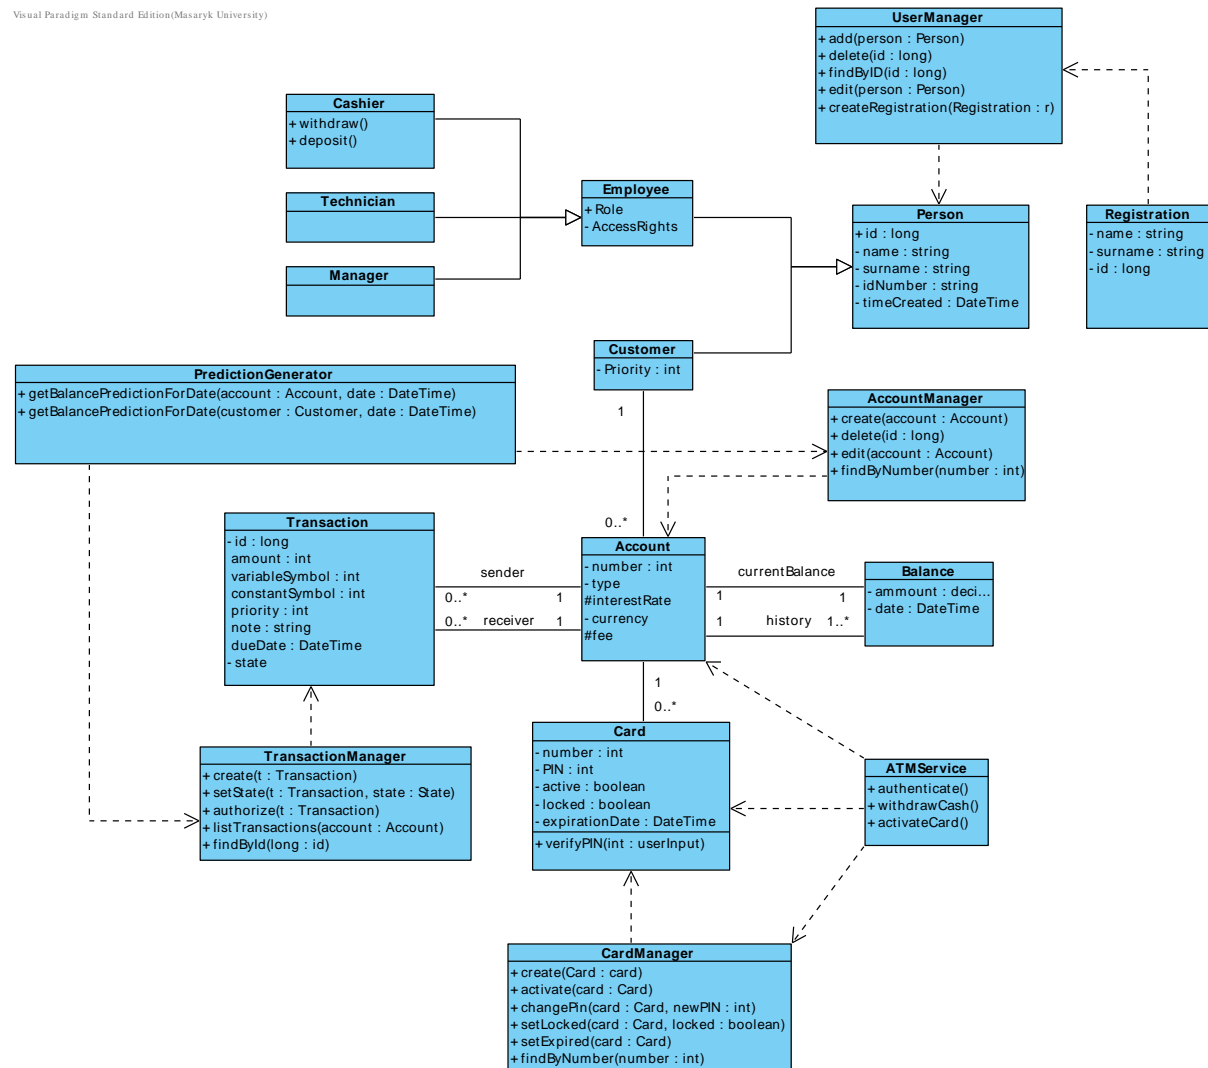 Visual Paradigm Standard Edition(Masaryk University)
UserManager
+ add(person : Person)
+ delete(id : long)
+ findByID(id : long)
+ edit(person : Person)
+ createRegistration(Registration : r)
Cashier
+ withdraw()
+ deposit()
Technician
Manager
Employee
+ Role
- AccessRights
Person
+ id : long
- name : string
- surname : string
- idNumber : string
- timeCreated : DateTime
Registration
- name : string
- surname : string
- id : long
Customer
- Priority : int
PredictionGenerator
+ getBalancePredictionForDate(account : Account, date : DateTime)
+ getBalancePredictionForDate(customer : Customer, date : DateTime)
AccountManager
+ create(account : Account)
+ delete(id : long)
+ edit(account : Account)
+ findByNumber(number : int)
1
0..*
Transaction
- id : long
amount : int
variableSymbol : int
constantSymbol : int
priority : int
note : string
dueDate : DateTime
- state
sender
0..*
1
0..*
receiver
1
Account
- number : int
- type
#interestRate
- currency
#fee
currentBalance
1
1
1
history
1..*
Balance
- ammount : deci...
- date : DateTime
1
0..*
TransactionManager
+ create(t : Transaction)
+ setState(t : Transaction, state : State)
+ authorize(t : Transaction)
+ listTransactions(account : Account)
+ findById(long : id)
Card
- number : int
- PIN : int
- active : boolean
- locked : boolean
- expirationDate : DateTime
+ verifyPIN(int : userInput)
ATMService
+ authenticate()
+ withdrawCash()
+ activateCard()
CardManager
+ create(Card : card)
+ activate(card : Card)
+ changePin(card : Card, newPIN : int)
+ setLocked(card : Card, locked : boolean)
+ setExpired(card : Card)
+ findByNumber(number : int)